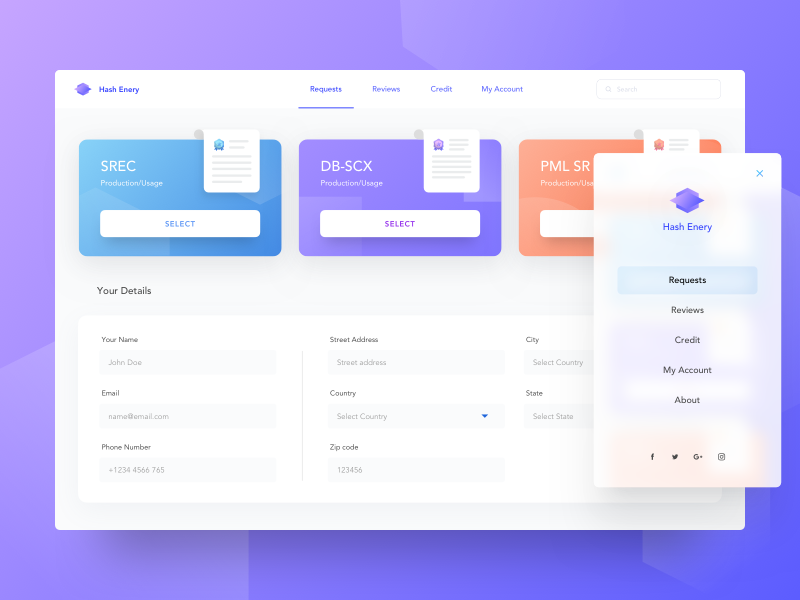 Hash Enery
Requests
Reviews
Credit
My Account
Search
SREC
Production/Usage
SELECT
DB-SCX
Production/Usage
SELECT
PML SR
Your Details
Your Name
John Doe
Email
name@email.com
Phone Number
+1234 4566 765
Street Address
Street address
Country
Select Country
Zip code
123456
City
Select Country
State
Select State
Hash Enery
Requests
Reviews
Credit
My Account
About